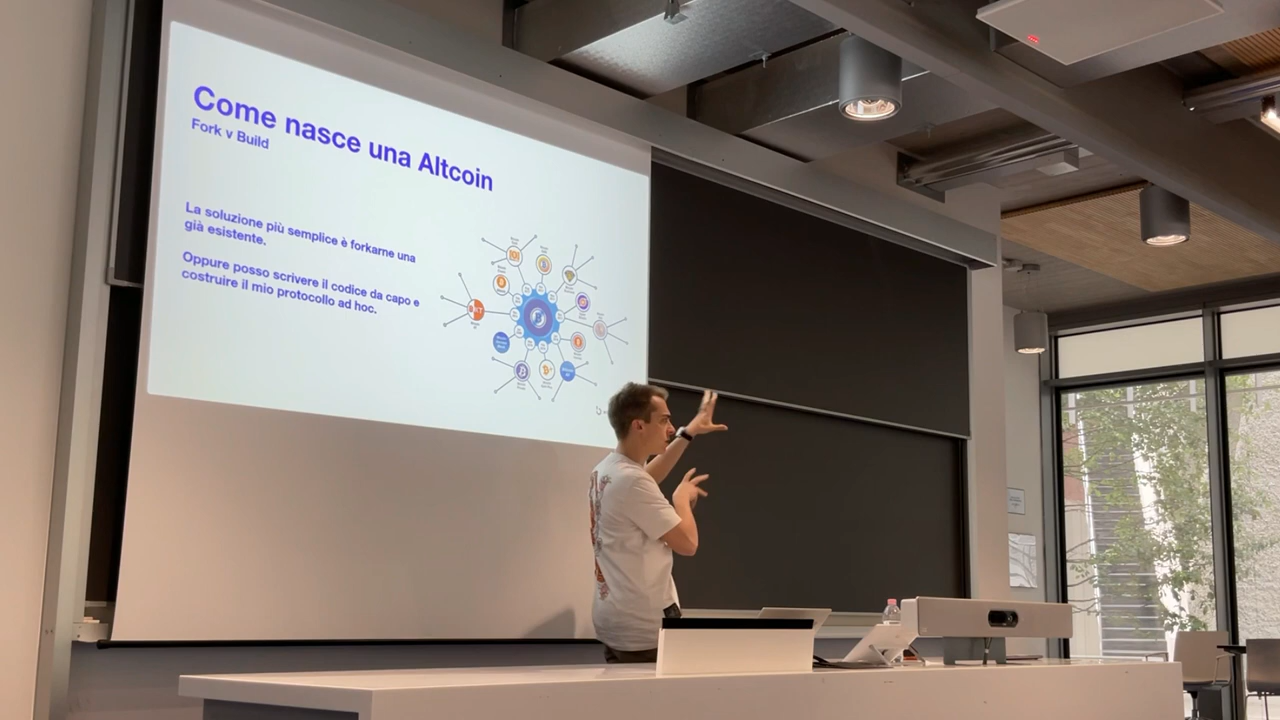 Come nasce una Altcoin
Fork v Build
La soluzione più semplice è forkarne una
già esistente.
Oppure posso scrivere il codice da capo e
costruire il mio protocollo ad hoc.